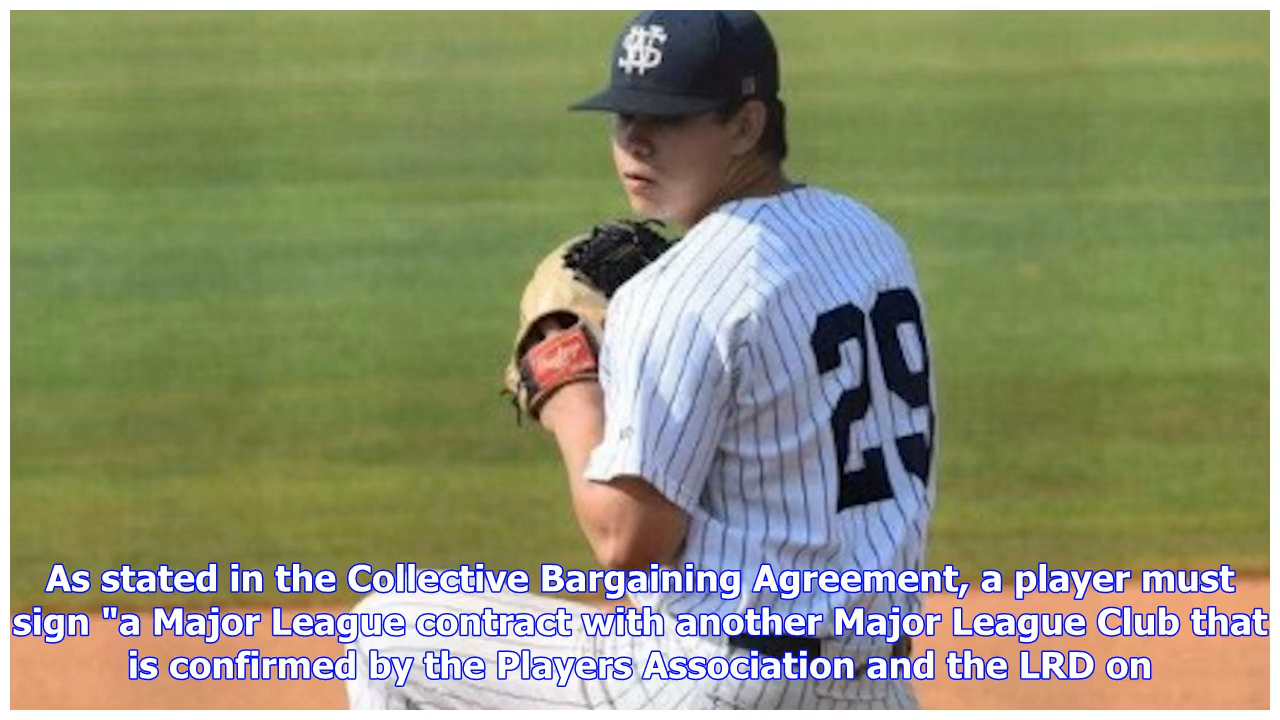 29
As stated in the Collective Bargaining Agreement, a player must
sign "a Major League contract with another Major League Club that
is confirmed by the Players Association and the LRD on